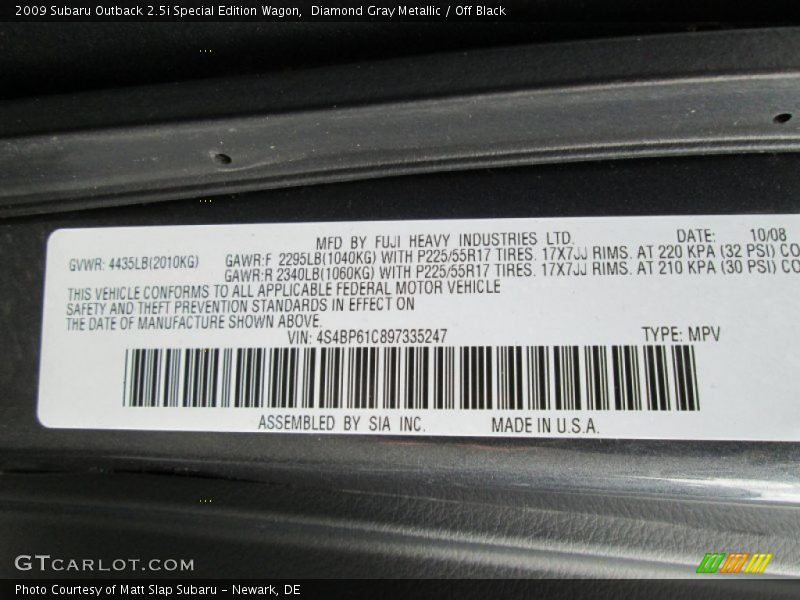 2009 Subaru Outback 2.5i Special Edition Wagon,  Diamond Gray Metallic / Off Black
MFD BY FUJI HEAVY INDUSTRIES LTD. DATE: 10/08
GVWR: 4435LB(2010KG) GAWR:F 2295LB(1040KG) WITH P225/55R17 TIRES. 17X7JJ RIMS. AT 220 KPA (32 PSI) CO
GAWR:R 2340LB(1060KG) WITH P225/55R17 TIRES. 17X7JJ RIMS. AT 210 KPA (30 PSI) CO
THIS VEHICLE CONFORMS TO ALL APPLICABLE FEDERAL MOTOR VEHICLE
SAFETY AND THEFT PREVENTION STANDARDS IN EFFECT ON
THE DATE OF MANUFACTURE SHOWN ABOVE.
VIN: 4S4BP61C897335247 TYPE: MPV
ASSEMBLED BY SIA INC. MADE IN U.S.A.
GTCARLOT.COM
Photo Courtesy of Matt Slap Subaru - Newark, DE